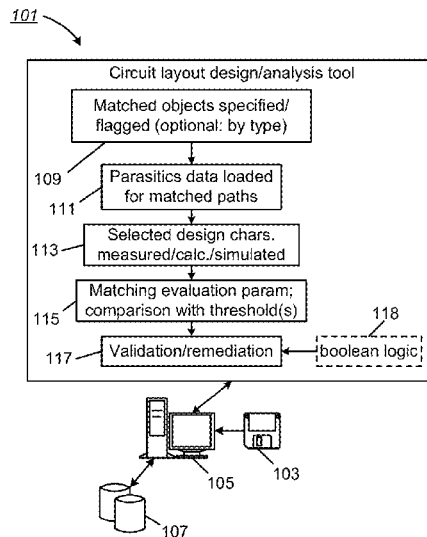 101
Circuit layout design/analysis tool
Matched objects specified/
flagged (optional: by type)
109
Parasitics data loaded
for matched paths
111
Selected design chars.
measured/calc./simulated
113
Matching evaluation param;
comparison with threshold(s)
115
118
Validation/remediation
boolean logic
117
103
105
107